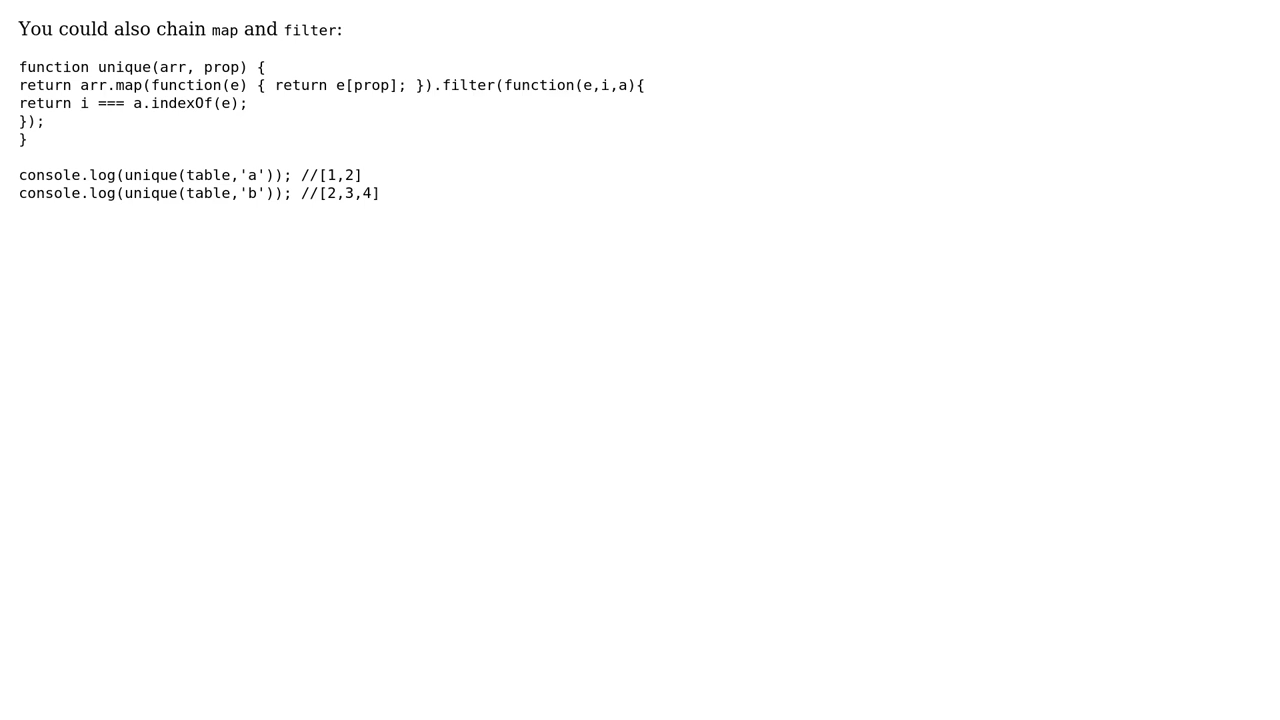 You could also chain map and filter:
function unique(arr, prop) {
return arr.map(function(e) { return e[prop]; }).filter(function(e,i,a){
return i === a.indexOf(e);
});
}
console.log(unique(table,'a')); //[1,2]
console.log(unique(table,'b')); //[2,3,4]